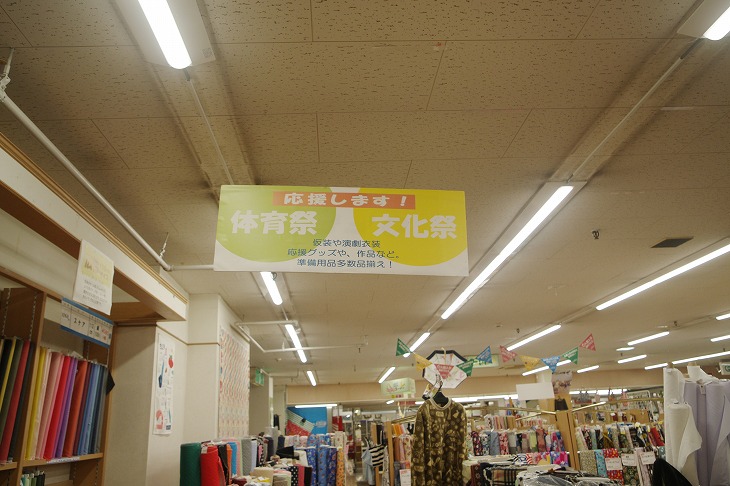 応援します!
体育祭 文化祭
仮装や演劇衣装
応援グッズや、作品など。
準備用品多数品揃え!